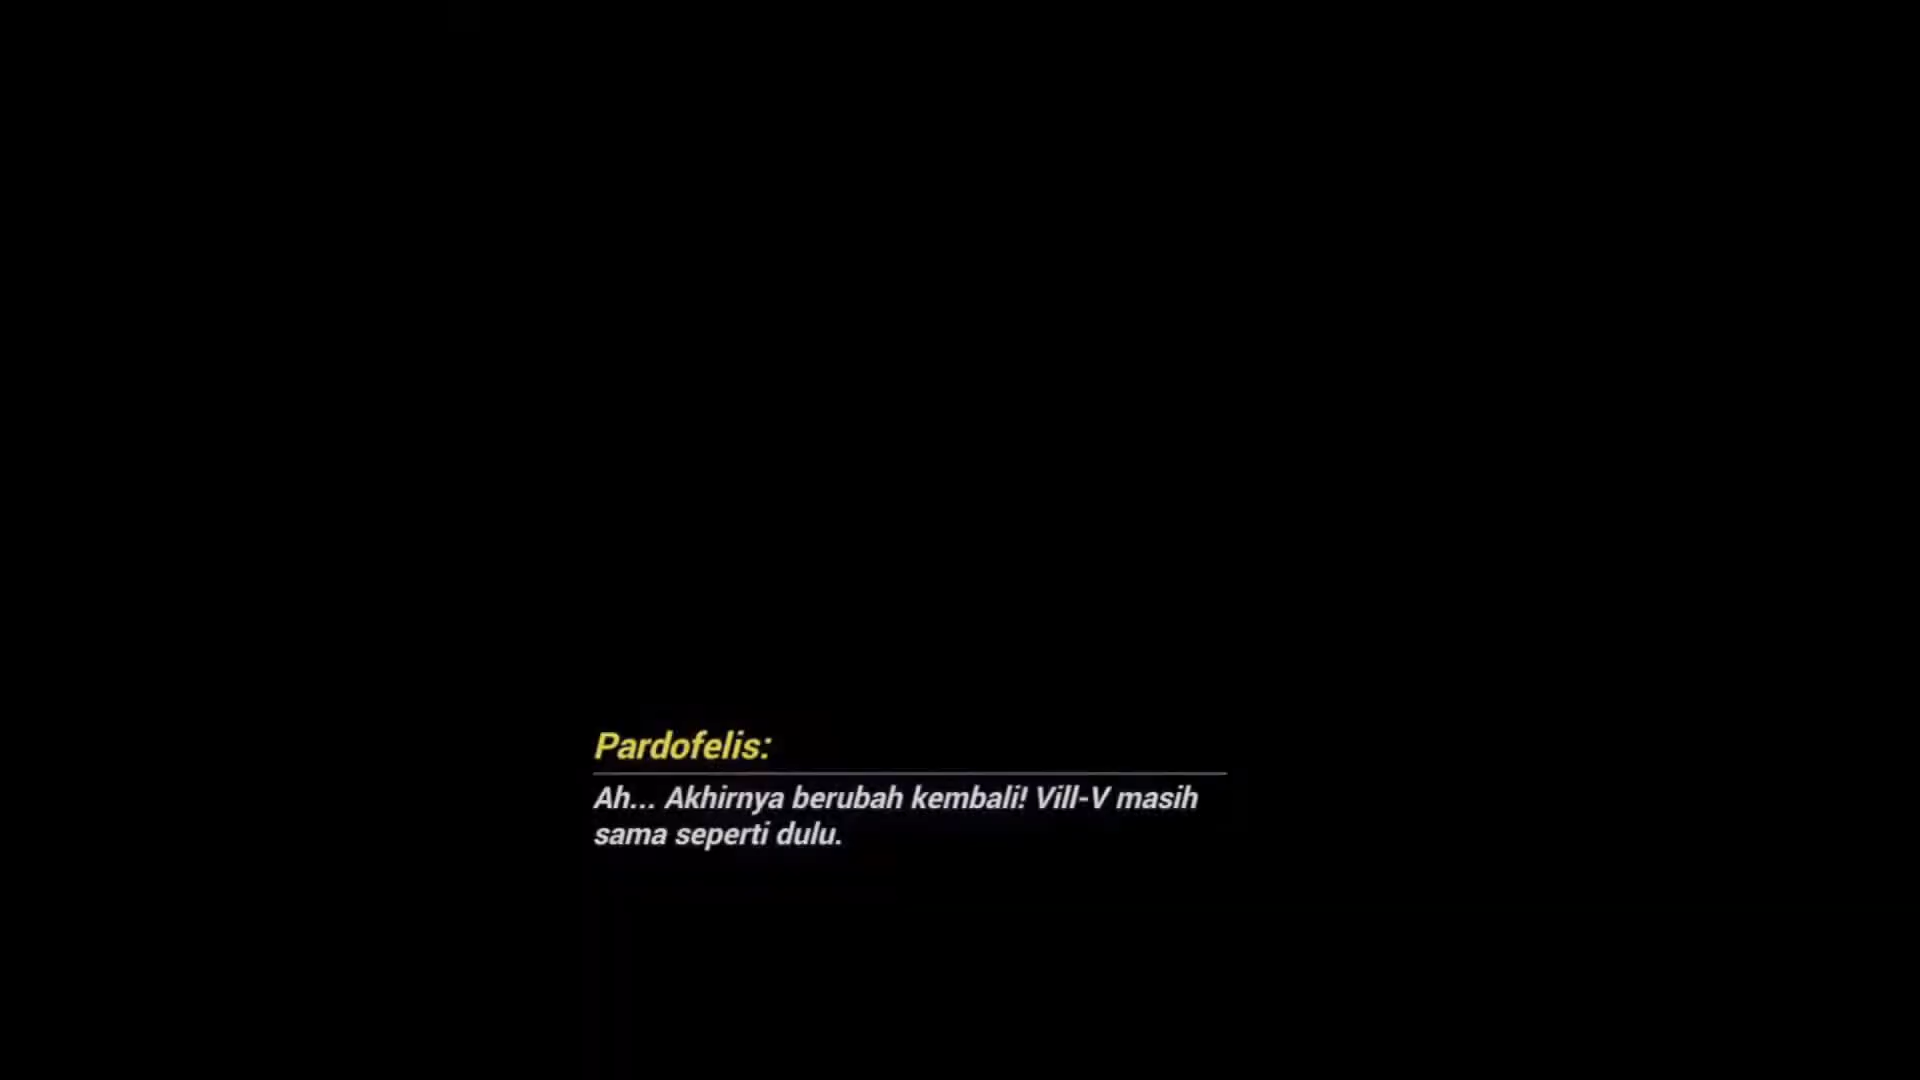 Pardofelis:
Ah... Akhirnya berubah kembali! Vill-V masih
sama seperti dulu.